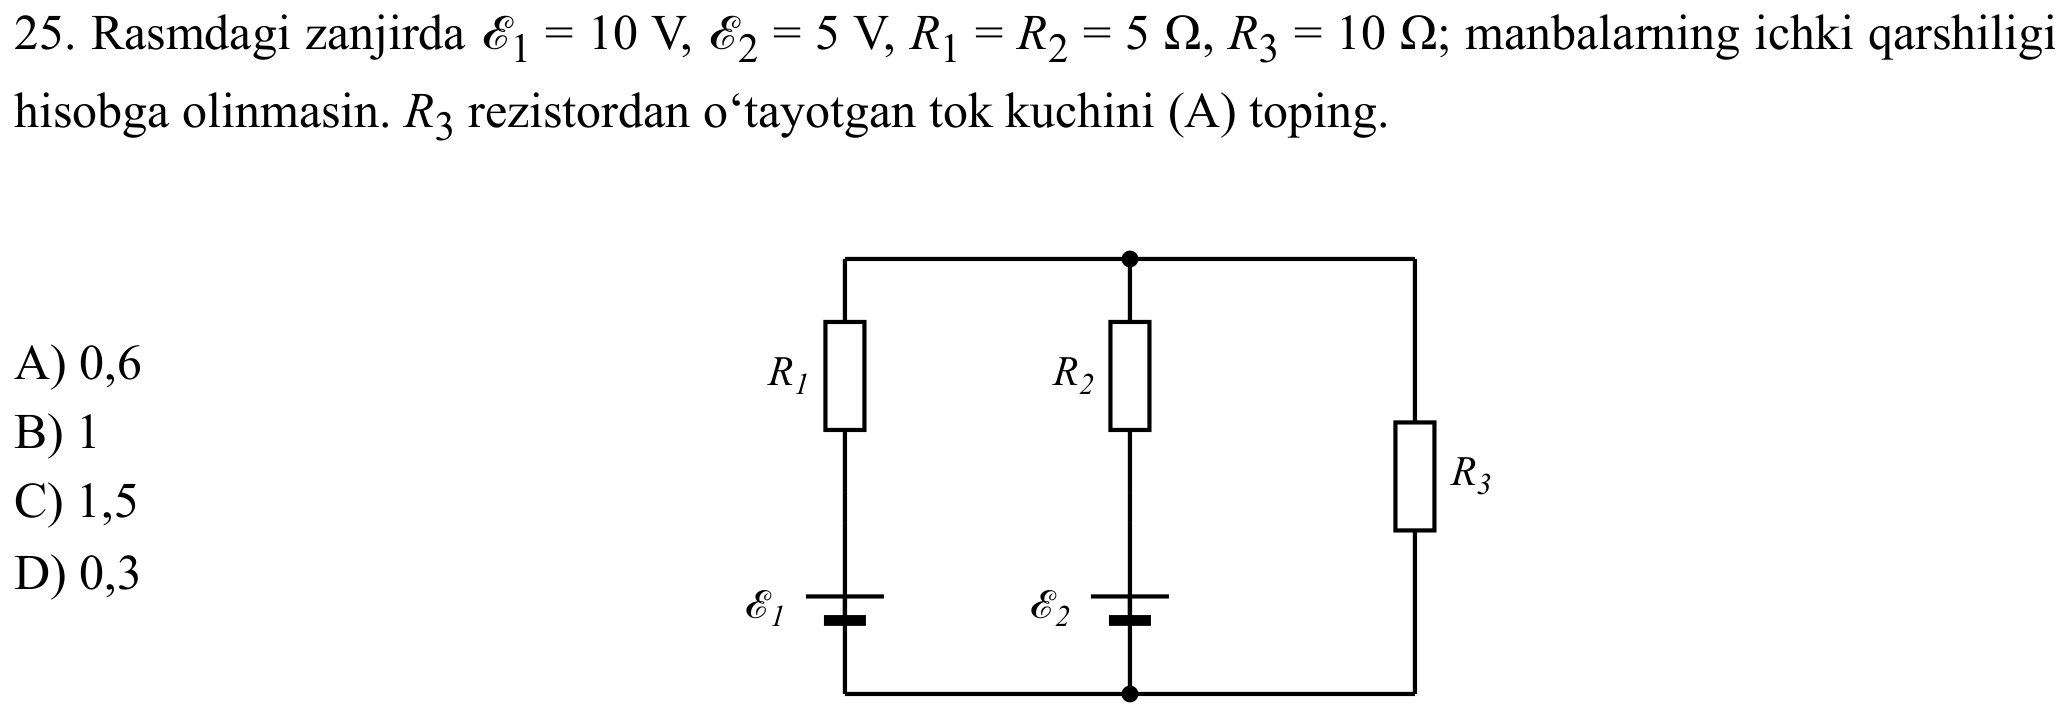 25. Rasmdagi zanjirda ℰ₁ = 10 V, ℰ₂ = 5 V, R₁ = R₂ = 5 Ω, R₃ = 10 Ω; manbalarning ichki qarshiligi
hisobga olinmasin. R₃ rezistordan o‘tayotgan tok kuchini (A) toping.
A) 0,6
B) 1
C) 1,5
D) 0,3
R₁
R₂
R₃
ℰ₁
ℰ₂